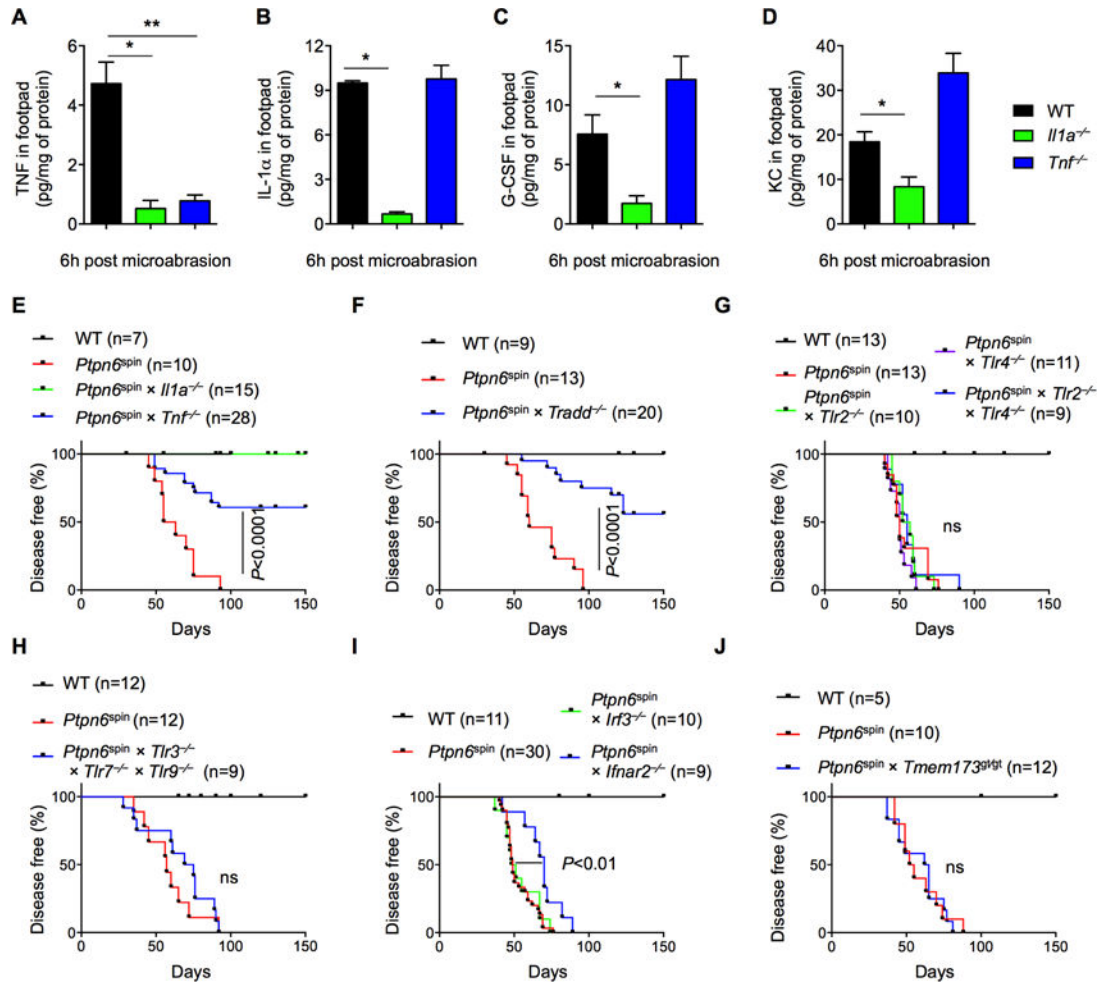 A
TNF in footpad
(pg/mg of protein)
6
4
2
0
*
**
6h post microabrasion
B
IL-1α in footpad
(pg/mg of protein)
12
9
6
3
0
*
6h post microabrasion
C
G-CSF in footpad
(pg/mg of protein)
15
10
5
0
*
6h post microabrasion
D
KC in footpad
(pg/mg of protein)
40
30
20
10
0
*
6h post microabrasion
WT
Il1a–/–
Tnf–/–
E
WT (n=7)
Ptpn6spin (n=10)
Ptpn6spin × Il1a–/– (n=15)
Ptpn6spin × Tnf–/– (n=28)
Disease free (%)
100
50
0
P<0.0001
0 50 100 150
Days
F
WT (n=9)
Ptpn6spin (n=13)
Ptpn6spin × Tradd–/– (n=20)
Disease free (%)
100
50
0
P<0.0001
0 50 100 150
Days
G
WT (n=13)
Ptpn6spin (n=13)
Ptpn6spin
× Tlr2–/– (n=10)
Ptpn6spin
× Tlr4–/– (n=11)
Ptpn6spin × Tlr2–/–
× Tlr4–/– (n=9)
Disease free (%)
100
50
0
ns
0 50 100 150
Days
H
WT (n=12)
Ptpn6spin (n=12)
Ptpn6spin × Tlr3–/–
× Tlr7–/– × Tlr9–/– (n=9)
Disease free (%)
100
50
0
ns
0 50 100 150
Days
I
WT (n=11)
Ptpn6spin (n=30)
Ptpn6spin
× Irf3–/– (n=10)
Ptpn6spin
× Ifnar2–/– (n=9)
Disease free (%)
100
50
0
P<0.01
0 50 100 150
Days
J
WT (n=5)
Ptpn6spin (n=10)
Ptpn6spin × Tmem173gt/gt (n=12)
Disease free (%)
100
50
0
ns
0 50 100 150
Days